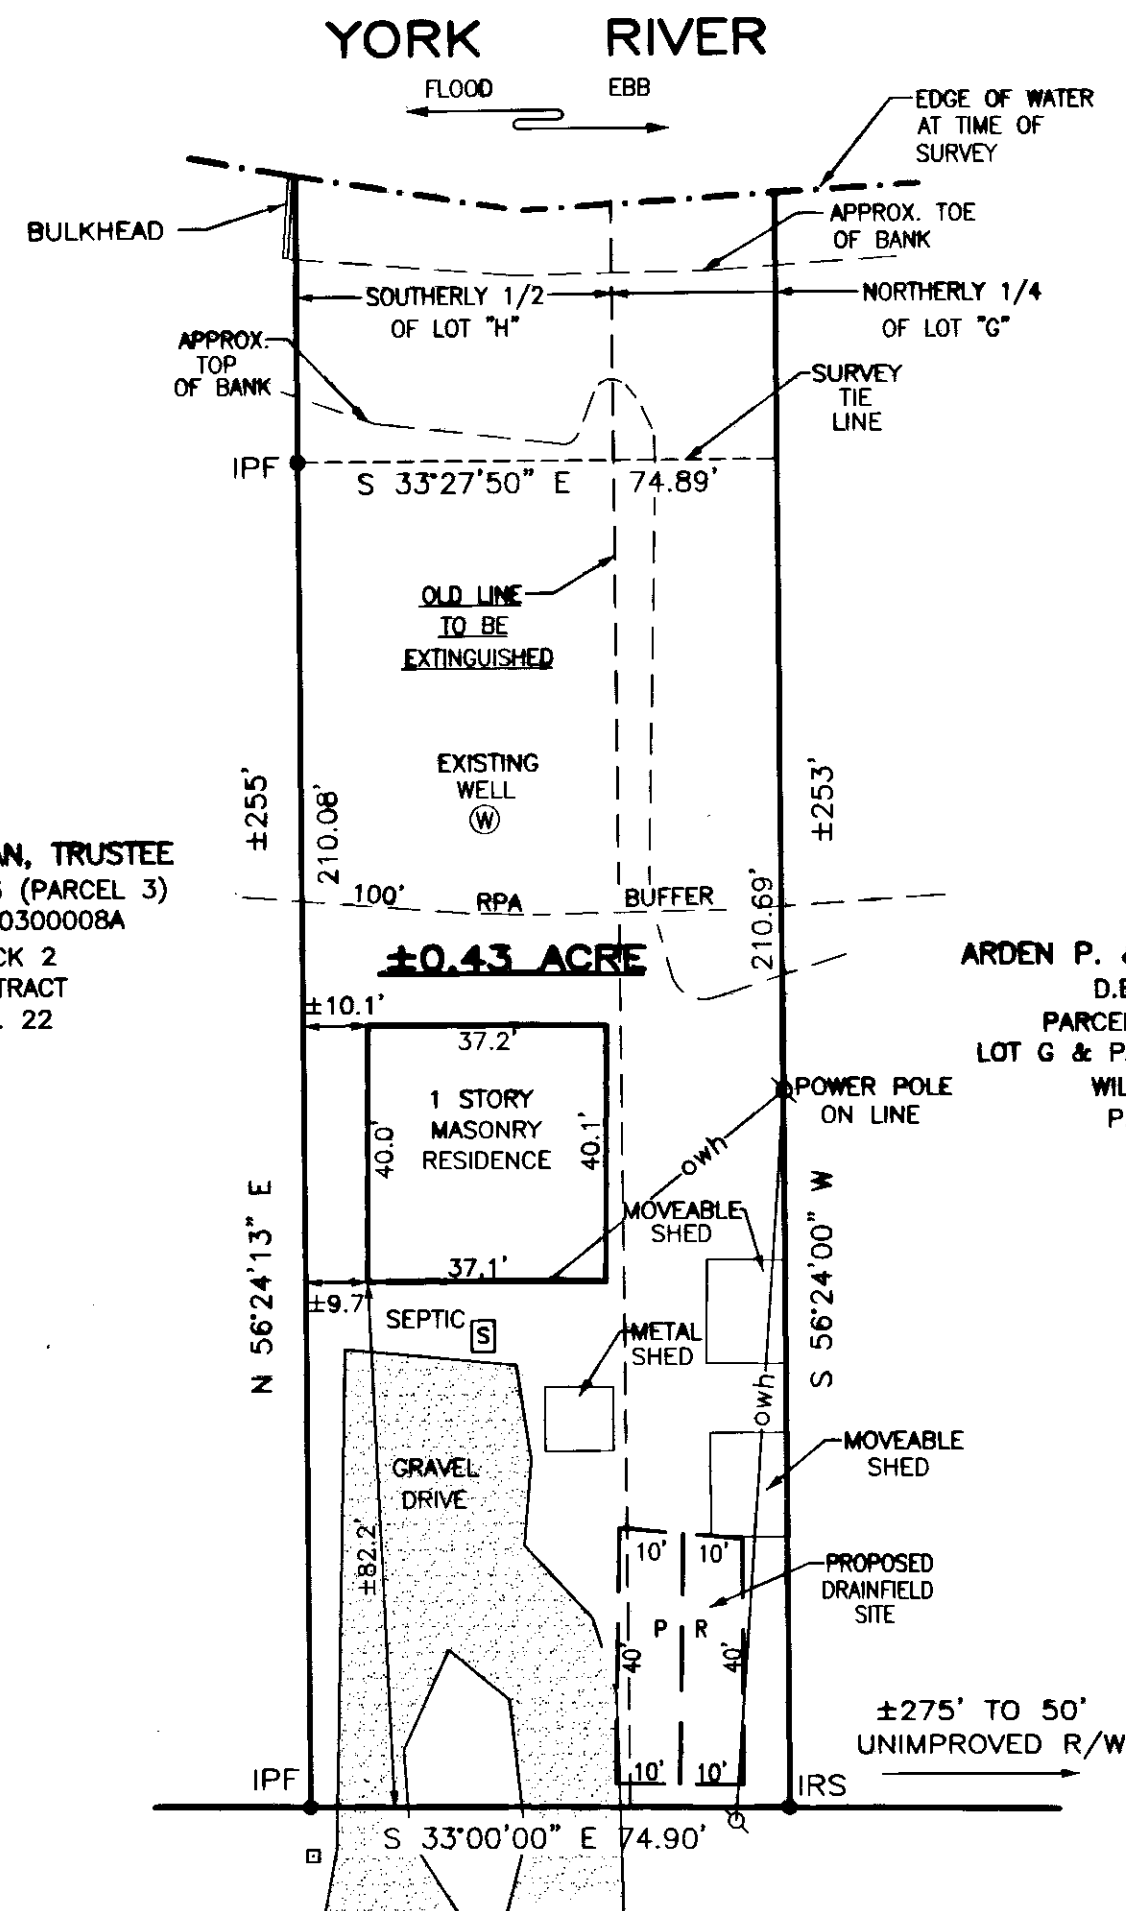 YORK RIVER
FLOOD EBB
EDGE OF WATER
AT TIME OF
SURVEY
BULKHEAD
APPROX. TOE
OF BANK
SOUTHERLY 1/2
OF LOT "H"
NORTHERLY 1/4
OF LOT "G"
APPROX.
TOP
OF BANK
SURVEY
TIE
LINE
IPF
S 33°27'50" E 74.89'
OLD LINE
TO BE
EXTINGUISHED
EXISTING
WELL
W
±255'
210.08'
±253'
210.69'
AN, TRUSTEE
(PARCEL 3)
0300008A
CK 2
TRACT
. 22
100' RPA BUFFER
±0.43 ACRE
ARDEN P. &
D.B
PARCEL
LOT G & P
WIL
P
±10.1'
37.2'
1 STORY
MASONRY
RESIDENCE
40.0'
40.1'
37.1'
±9.7'
POWER POLE
ON LINE
owh
MOVEABLE
SHED
N 56°24'13" E
S 56°24'00" W
SEPTIC S
METAL
SHED
owh
MOVEABLE
SHED
GRAVEL
DRIVE
±82.2'
10' 10'
PROPOSED
DRAINFIELD
SITE
P R
40' 40'
10' 10'
±275' TO 50'
UNIMPROVED R/W
IPF
IRS
S 33°00'00" E 74.90'